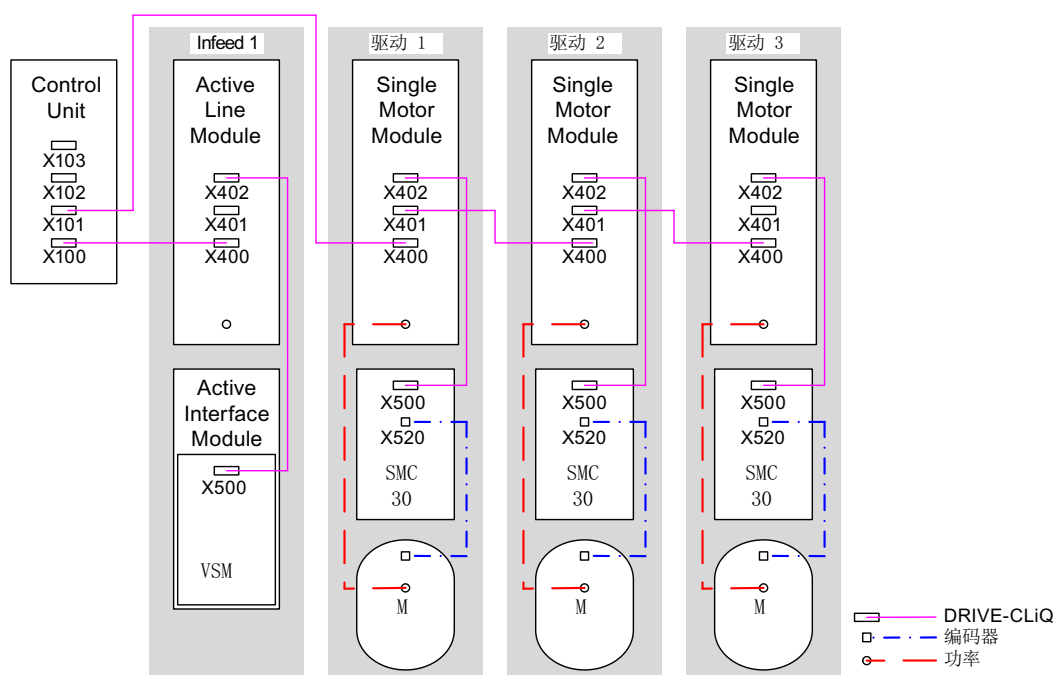 Control
Unit
X103
X102
X101
X100
Infeed 1
Active
Line
Module
X402
X401
X400
Active
Interface
Module
X500
VSM
驱动 1
Single
Motor
Module
X402
X401
X400
X500
X520
SMC
30
M
驱动 2
Single
Motor
Module
X402
X401
X400
X500
X520
SMC
30
M
驱动 3
Single
Motor
Module
X402
X401
X400
X500
X520
SMC
30
M
DRIVE-CLiQ
编码器
功率